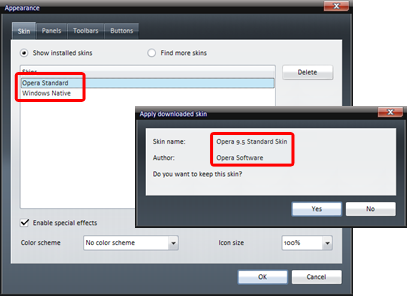 Appearance
Skin Panels Toolbars Buttons
Show installed skins Find more skins
Skins
Delete
Opera Standard
Windows Native
Apply downloaded skin
Skin name: Opera 9.5 Standard Skin
Author: Opera Software
Do you want to keep this skin?
Yes No
Enable special effects
Color scheme No color scheme Icon size 100%
OK Cancel